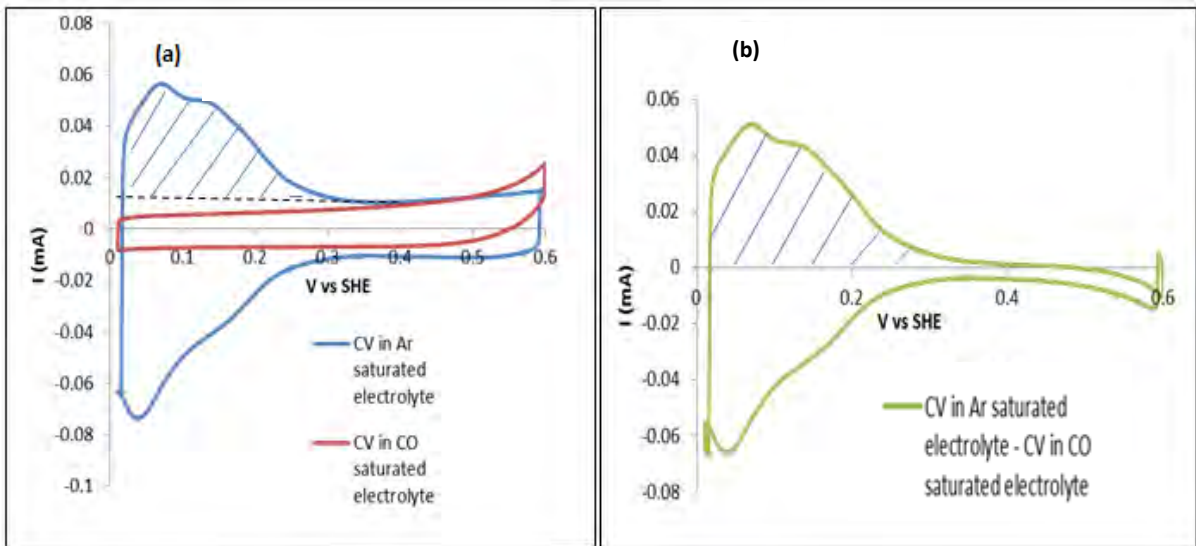 (a)
0.08
0.06
0.04
0.02
0
-0.02
-0.04
-0.06
-0.08
-0.1
0
0.1
0.2
0.3
0.4
0.5
0.6
I (mA)
V vs SHE
CV in Ar
saturated
electrolyte
CV in CO
saturated
electrolyte
(b)
0.06
0.04
0.02
0
-0.02
-0.04
-0.06
-0.08
0
0.2
0.4
0.6
I (mA)
V vs SHE
CV in Ar saturated
electrolyte - CV in CO
saturated electrolyte